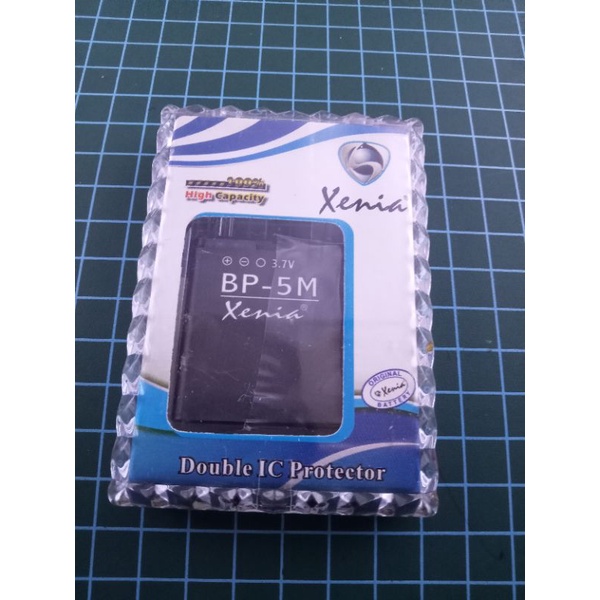 100%
High Capacity
Xenia
3.7V
BP-5M
Xenia
ORIGINAL
Xenia
BATTERY
Double IC Protector